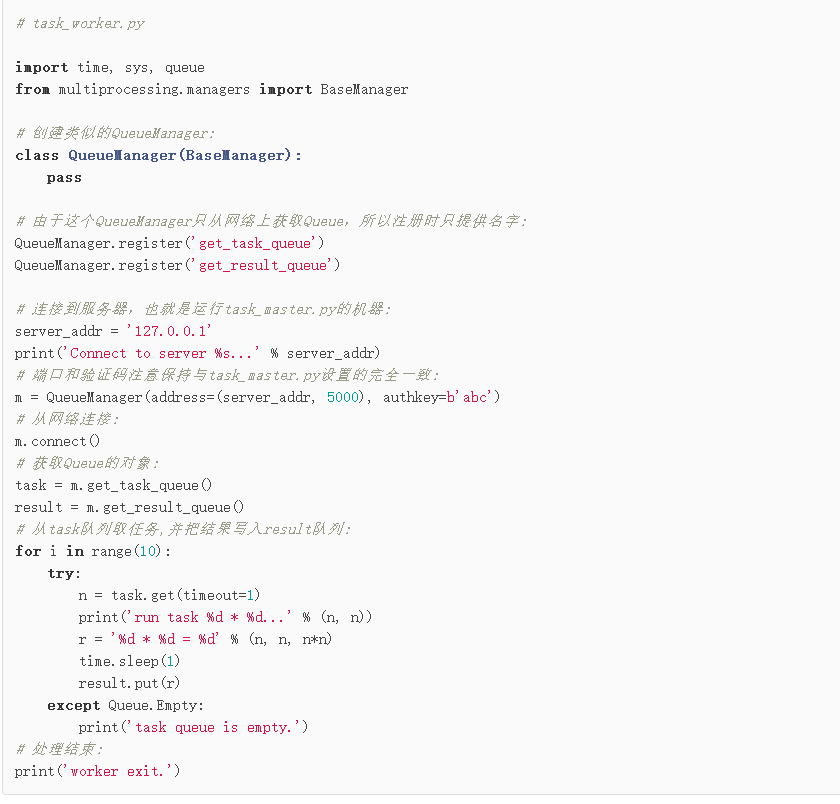 # task_worker.py
import time, sys, queue
from multiprocessing.managers import BaseManager
# 创建类似的QueueManager:
class QueueManager(BaseManager):
    pass
# 由于这个QueueManager只从网络上获取Queue，所以注册时只提供名字:
QueueManager.register('get_task_queue')
QueueManager.register('get_result_queue')
# 连接到服务器，也就是运行task_master.py的机器:
server_addr = '127.0.0.1'
print('Connect to server %s...' % server_addr)
# 端口和验证码注意保持与task_master.py设置的完全一致:
m = QueueManager(address=(server_addr, 5000), authkey=b'abc')
# 从网络连接:
m.connect()
# 获取Queue的对象:
task = m.get_task_queue()
result = m.get_result_queue()
# 从task队列取任务,并把结果写入result队列:
for i in range(10):
    try:
        n = task.get(timeout=1)
        print('run task %d * %d...' % (n, n))
        r = '%d * %d = %d' % (n, n, n*n)
        time.sleep(1)
        result.put(r)
    except Queue.Empty:
        print('task queue is empty.')
# 处理结束:
print('worker exit.')